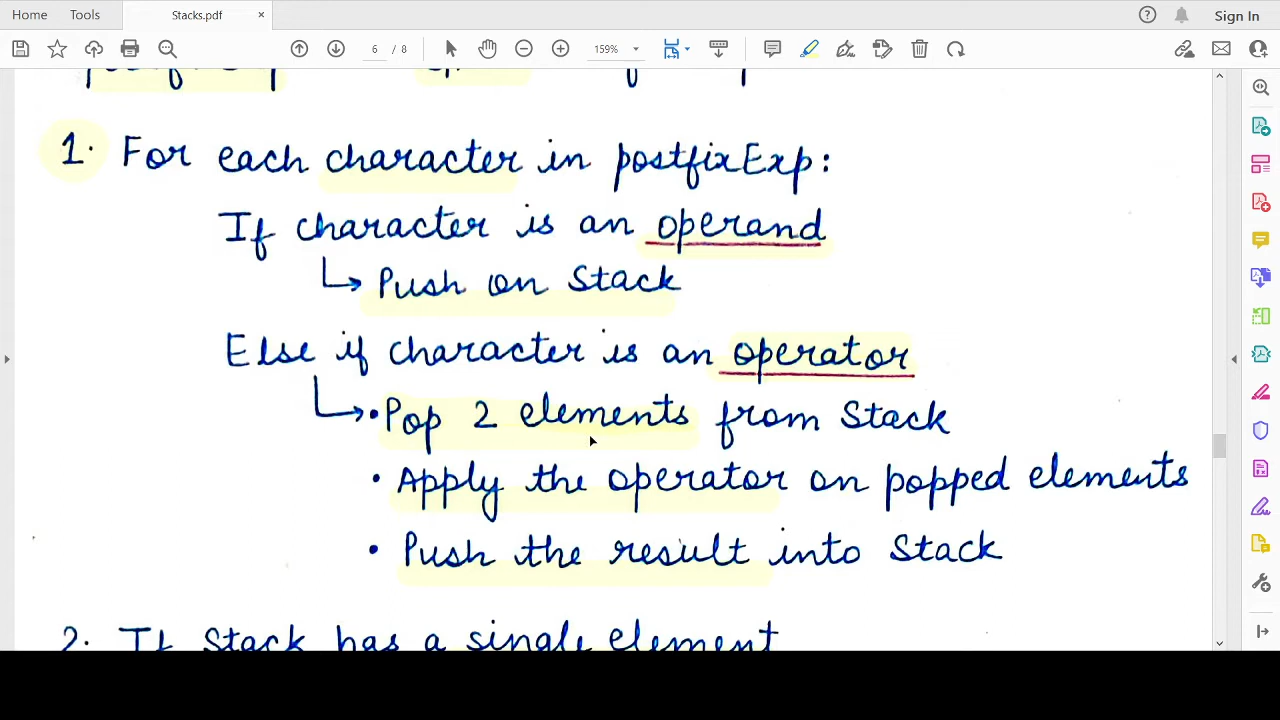 Home Tools Stacks.pdf × Sign In
6 / 8 159%
1. For each character in postfixExp:
If character is an operand
↳ Push on Stack
Else if character is an operator
↳ • Pop 2 elements from Stack
• Apply the operator on popped elements
• Push the result into Stack
2. If Stack has a single element